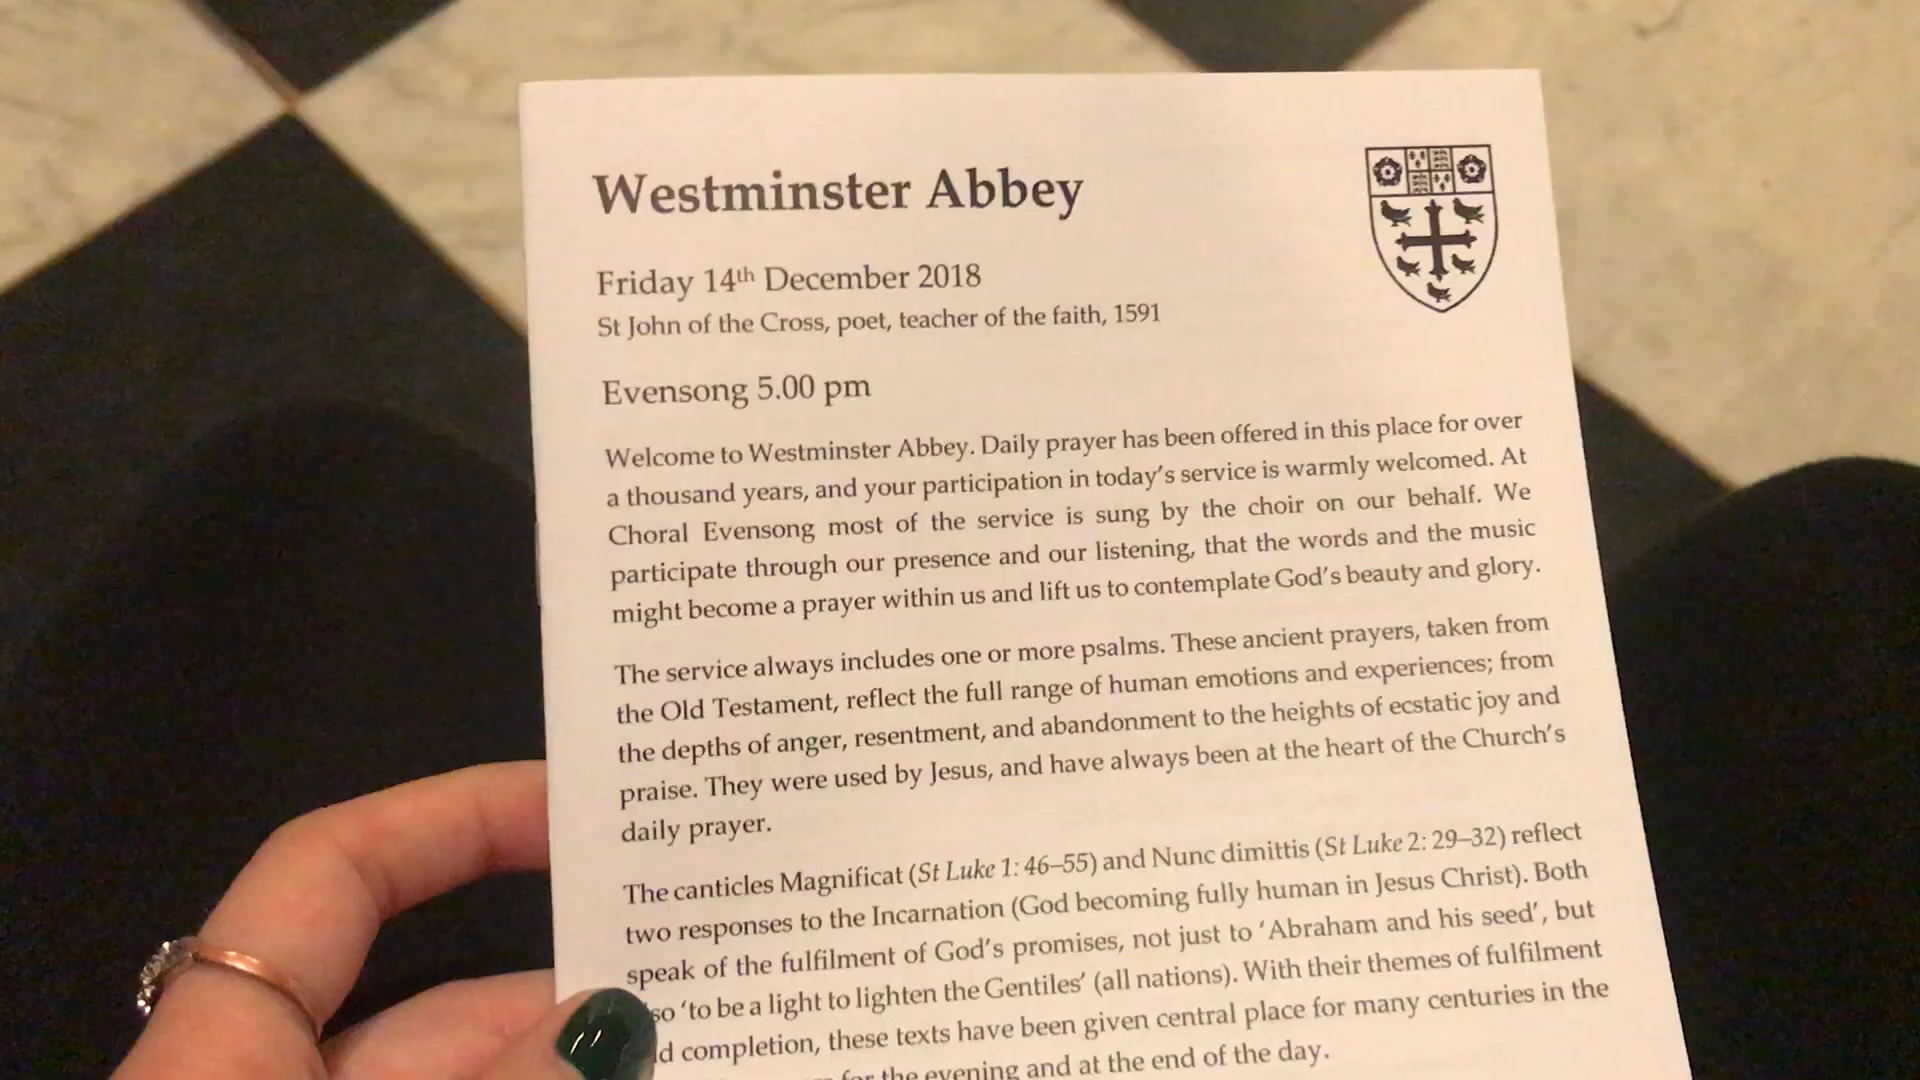 Westminster Abbey
Friday 14th December 2018
St John of the Cross, poet, teacher of the faith, 1591
Evensong 5.00 pm
Welcome to Westminster Abbey. Daily prayer has been offered in this place for over
a thousand years, and your participation in today's service is warmly welcomed. At
Choral Evensong most of the service is sung by the choir on our behalf. We
participate through our presence and our listening, that the words and the music
might become a prayer within us and lift us to contemplate God's beauty and glory.
The service always includes one or more psalms. These ancient prayers, taken from
the Old Testament, reflect the full range of human emotions and experiences; from
the depths of anger, resentment, and abandonment to the heights of ecstatic joy and
praise. They were used by Jesus, and have always been at the heart of the Church's
daily prayer.
The canticles Magnificat (St Luke 1: 46–55) and Nunc dimittis (St Luke 2: 29–32) reflect
two responses to the Incarnation (God becoming fully human in Jesus Christ). Both
speak of the fulfilment of God's promises, not just to 'Abraham and his seed', but
so 'to be a light to lighten the Gentiles' (all nations). With their themes of fulfilment
d completion, these texts have been given central place for many centuries in the
for the evening and at the end of the day.